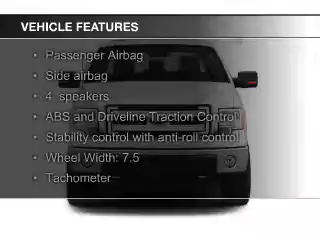 VEHICLE FEATURES
• Passenger Airbag
• Side airbag
• 4 speakers
• ABS and Driveline Traction Control
• Stability control with anti-roll control
• Wheel Width: 7.5
• Tachometer